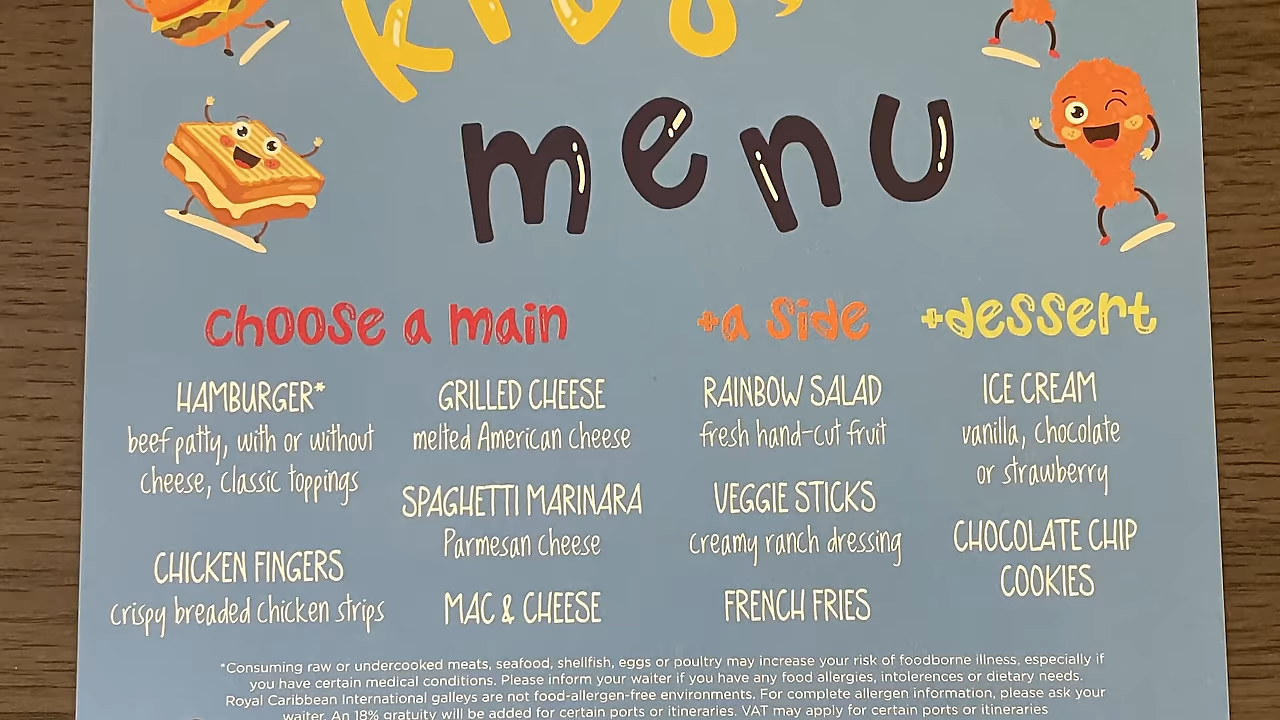 kids'
menu
choose a main
HAMBURGER*
beef patty, with or without
cheese, classic toppings
CHICKEN FINGERS
crispy breaded chicken strips
GRILLED CHEESE
melted American cheese
SPAGHETTI MARINARA
Parmesan cheese
MAC & CHEESE
+a side
RAINBOW SALAD
fresh hand-cut fruit
VEGGIE STICKS
creamy ranch dressing
FRENCH FRIES
+dessert
ICE CREAM
vanilla, chocolate
or strawberry
CHOCOLATE CHIP
COOKIES
*Consuming raw or undercooked meats, seafood, shellfish, eggs or poultry may increase your risk of foodborne illness, especially if
you have certain medical conditions. Please inform your waiter if you have any food allergies, intolerences or dietary needs.
Royal Caribbean International galleys are not food-allergen-free environments. For complete allergen information, please ask your
waiter. An 18% gratuity will be added for certain ports or itineraries. VAT may apply for certain ports or itineraries